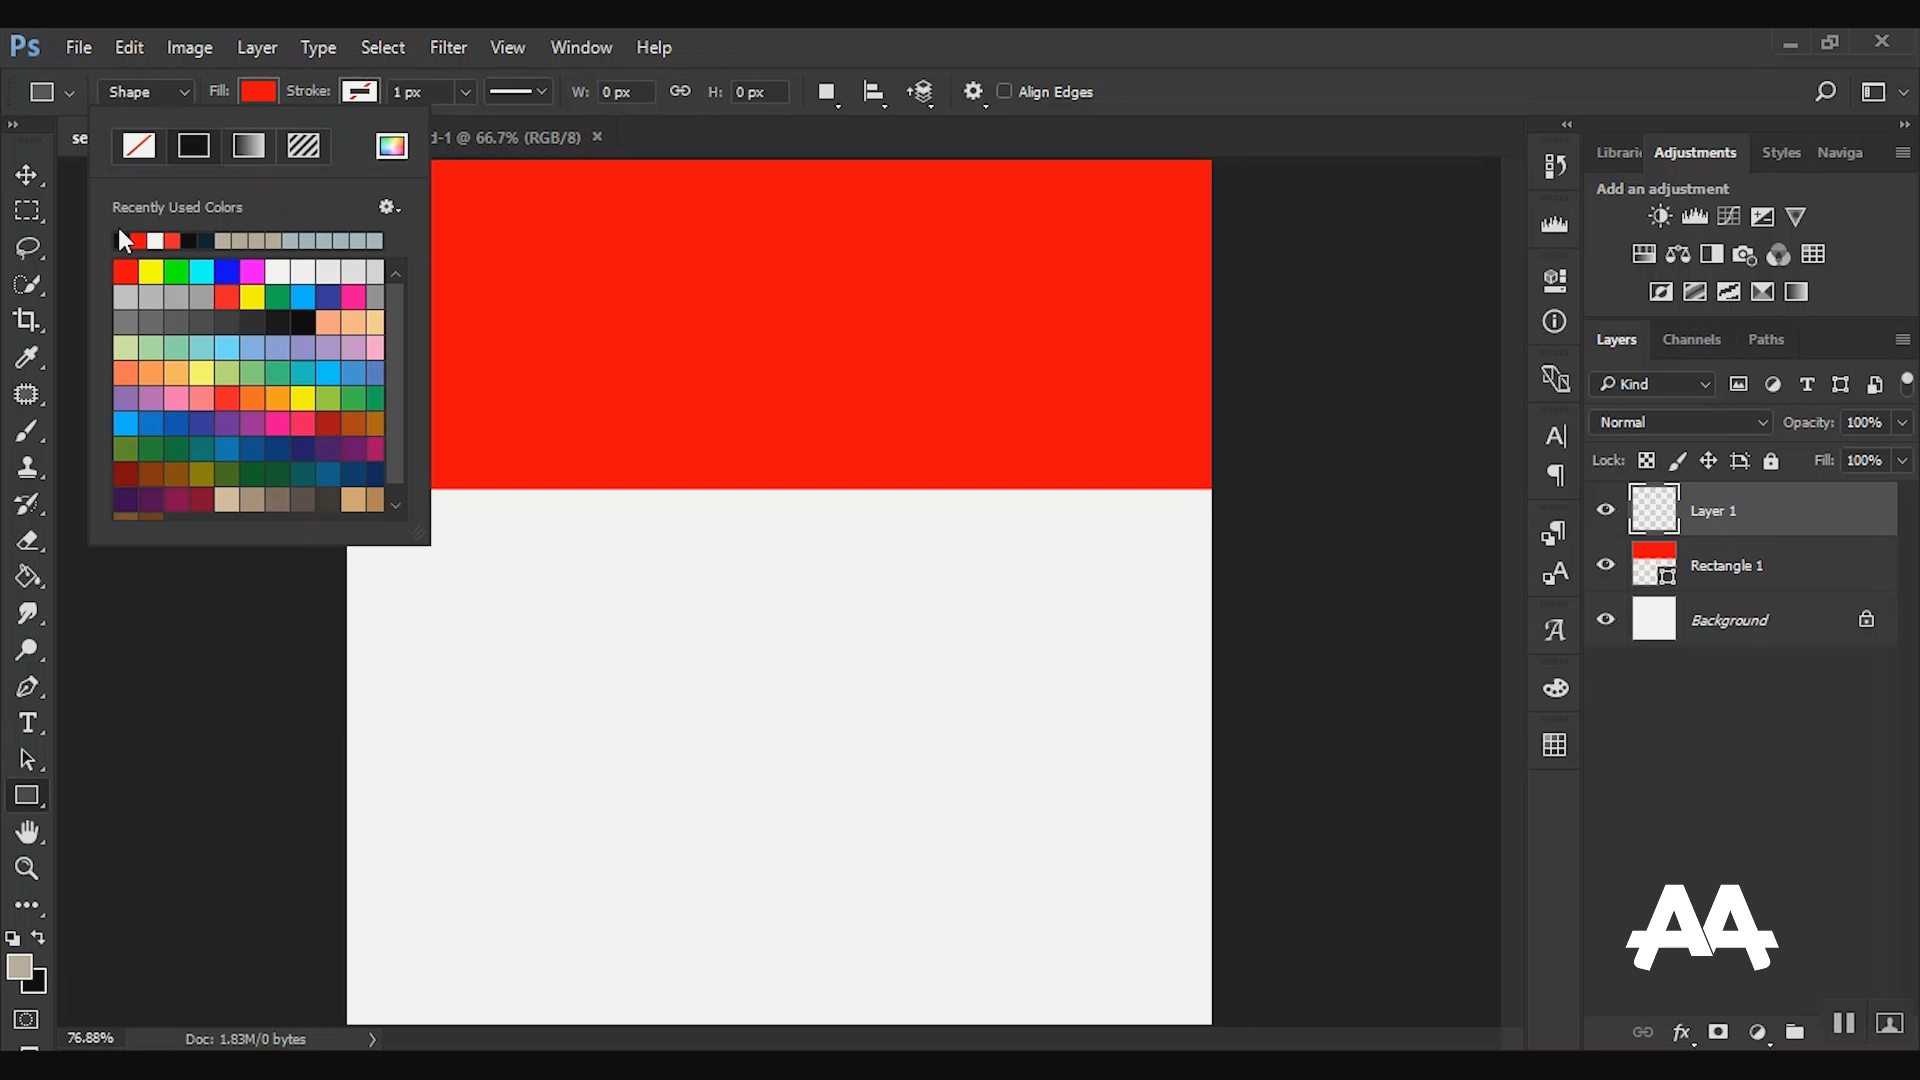 Ps File Edit Image Layer Type Select Filter View Window Help
Shape Fill: Stroke: 1 px W: 0 px H: 0 px Align Edges
se d-1 @ 66.7% (RGB/8) ×
Recently Used Colors
Librari Adjustments Styles Naviga
Add an adjustment
Layers Channels Paths
Kind
Normal Opacity: 100%
Lock: Fill: 100%
Layer 1
Rectangle 1
Background
AA
fx
76.88% Doc: 1.83M/0 bytes